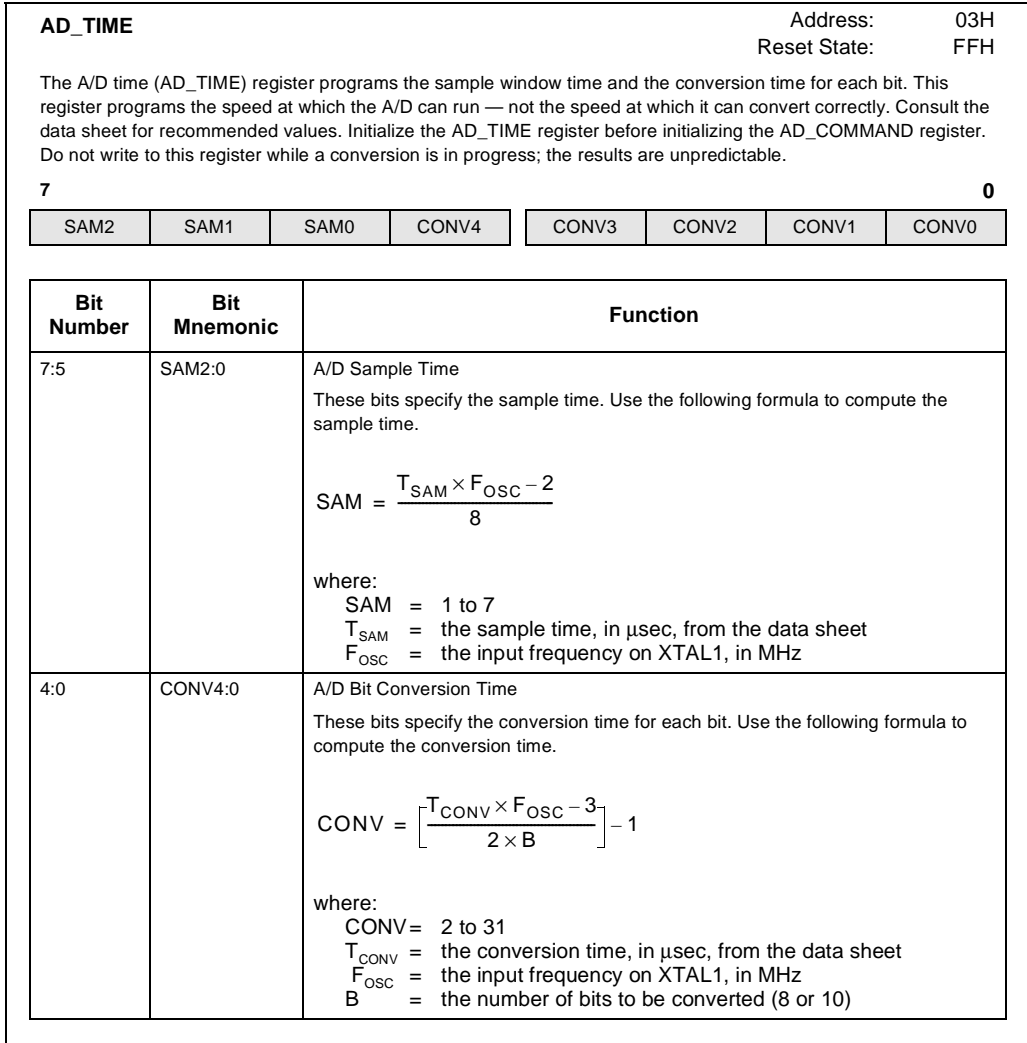 AD_TIME Address: 03H
Reset State: FFH
The A/D time (AD_TIME) register programs the sample window time and the conversion time for each bit. This
register programs the speed at which the A/D can run — not the speed at which it can convert correctly. Consult the
data sheet for recommended values. Initialize the AD_TIME register before initializing the AD_COMMAND register.
Do not write to this register while a conversion is in progress; the results are unpredictable.
7 0
SAM2 SAM1 SAM0 CONV4 CONV3 CONV2 CONV1 CONV0
Bit Number Bit Mnemonic Function
7:5 SAM2:0 A/D Sample Time
These bits specify the sample time. Use the following formula to compute the
sample time.
SAM = (T_SAM × F_OSC – 2) / 8
where:
SAM = 1 to 7
T_SAM = the sample time, in µsec, from the data sheet
F_OSC = the input frequency on XTAL1, in MHz
4:0 CONV4:0 A/D Bit Conversion Time
These bits specify the conversion time for each bit. Use the following formula to
compute the conversion time.
CONV = [(T_CONV × F_OSC – 3) / (2 × B)] – 1
where:
CONV = 2 to 31
T_CONV = the conversion time, in µsec, from the data sheet
F_OSC = the input frequency on XTAL1, in MHz
B = the number of bits to be converted (8 or 10)